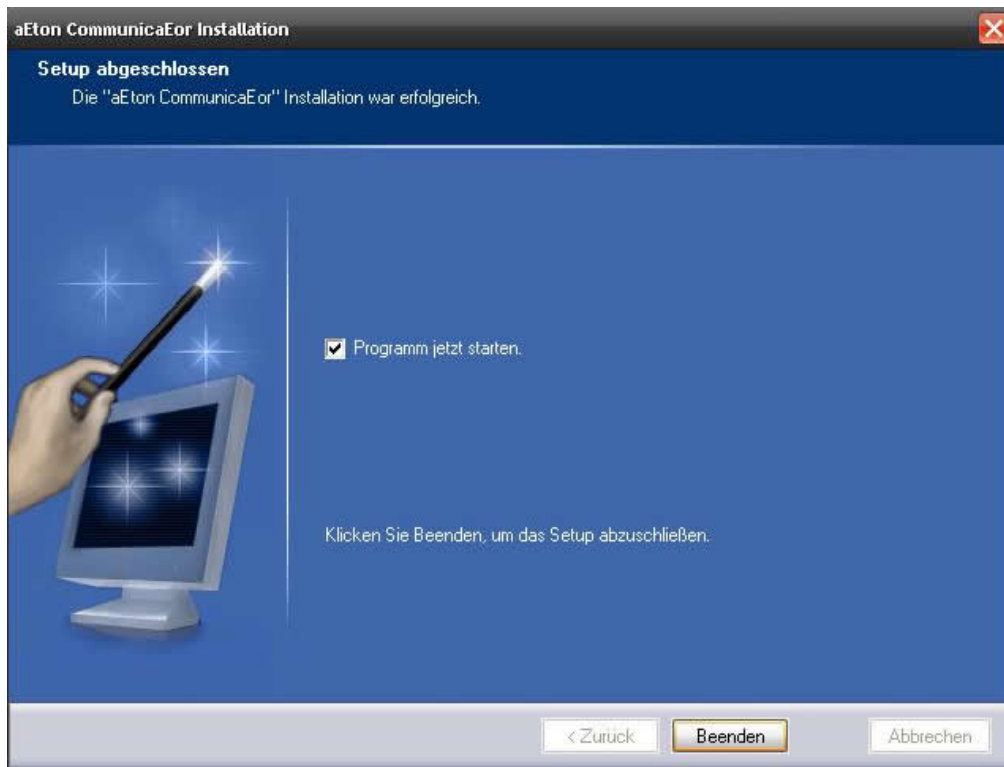 aEton CommunicaEor Installation
Setup abgeschlossen
Die "aEton CommunicaEor" Installation war erfolgreich.
Programm jetzt starten.
Klicken Sie Beenden, um das Setup abzuschließen.
< Zurück Beenden Abbrechen